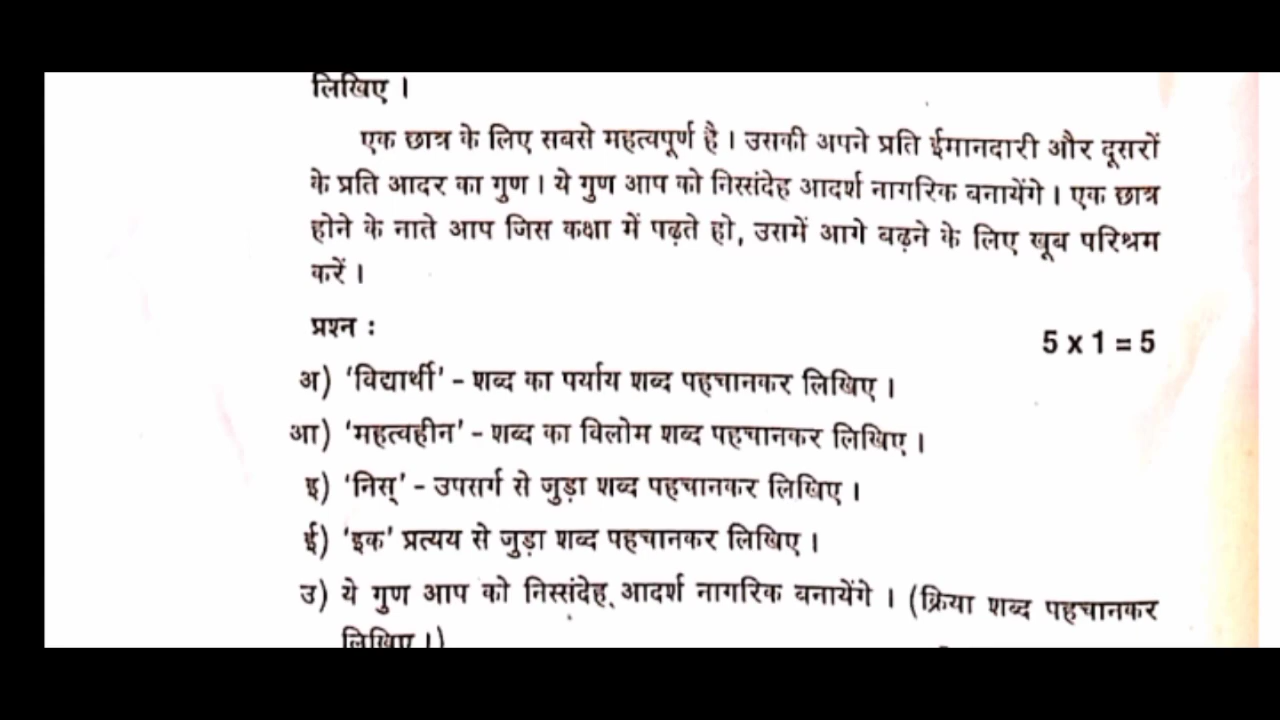 लिखिए ।
एक छात्र के लिए सबसे महत्वपूर्ण है । उसकी अपने प्रति ईमानदारी और दूसरों
के प्रति आदर का गुण । ये गुण आप को निस्संदेह आदर्श नागरिक बनायेंगे । एक छात्र
होने के नाते आप जिस कक्षा में पढ़ते हो, उसमें आगे बढ़ने के लिए खूब परिश्रम
करें ।
प्रश्न :
5 x 1 = 5
अ) 'विद्यार्थी' – शब्द का पर्याय शब्द पहचानकर लिखिए ।
आ) 'महत्वहीन' – शब्द का विलोम शब्द पहचानकर लिखिए ।
इ) 'निस्' – उपसर्ग से जुड़ा शब्द पहचानकर लिखिए ।
ई) 'इक' प्रत्यय से जुड़ा शब्द पहचानकर लिखिए ।
उ) ये गुण आप को निस्संदेह आदर्श नागरिक बनायेंगे । (क्रिया शब्द पहचानकर
लिखिए ।)